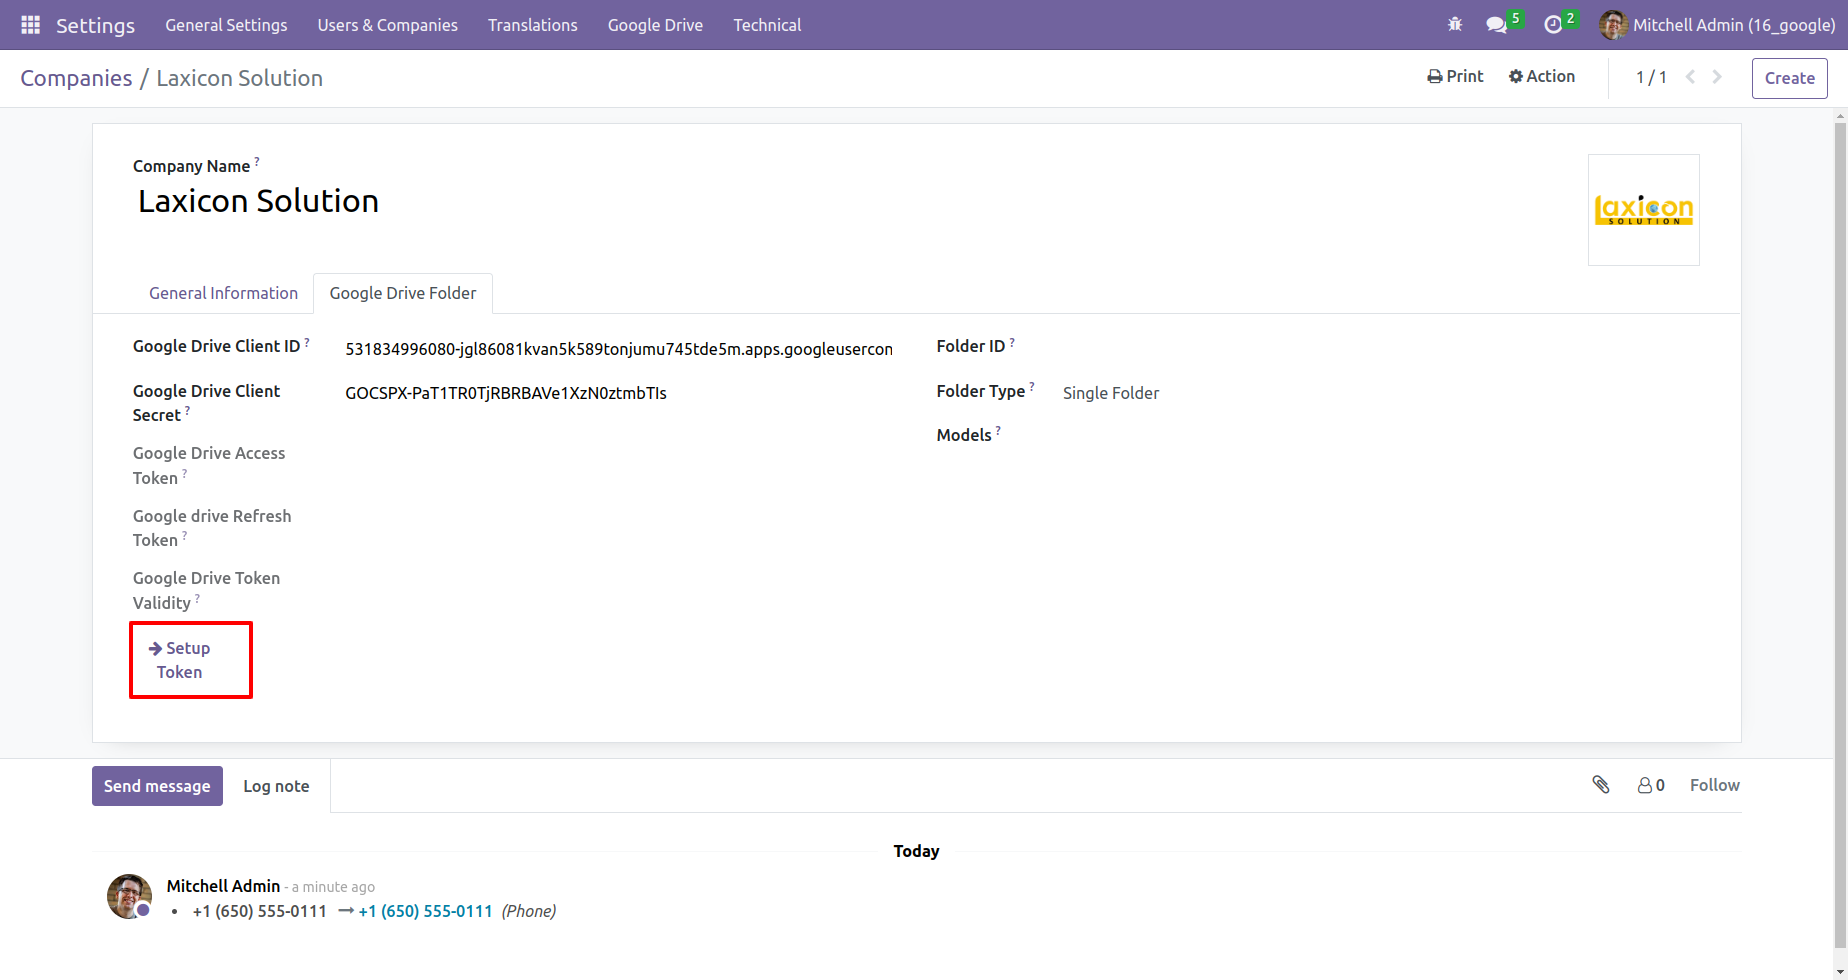 Settings General Settings Users & Companies Translations Google Drive Technical 5 2 Mitchell Admin (16_google)
Companies / Laxicon Solution Print Action 1 / 1 Create
Company Name ?
Laxicon Solution
Laxicon
SOLUTION
General Information Google Drive Folder
Google Drive Client ID ? 531834996080-jgl86081kvan5k589tonjumu745tde5m.apps.googleusercon
Google Drive Client
Secret ? 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
Google Drive Access
Token ?
Google drive Refresh
Token ?
Google Drive Token
Validity ?
Setup
Token
Folder ID ?
Folder Type ? Single Folder
Models ?
Send message Log note 0 Follow
Today
Mitchell Admin - a minute ago
• +1 (650) 555-0111 → +1 (650) 555-0111 (Phone)